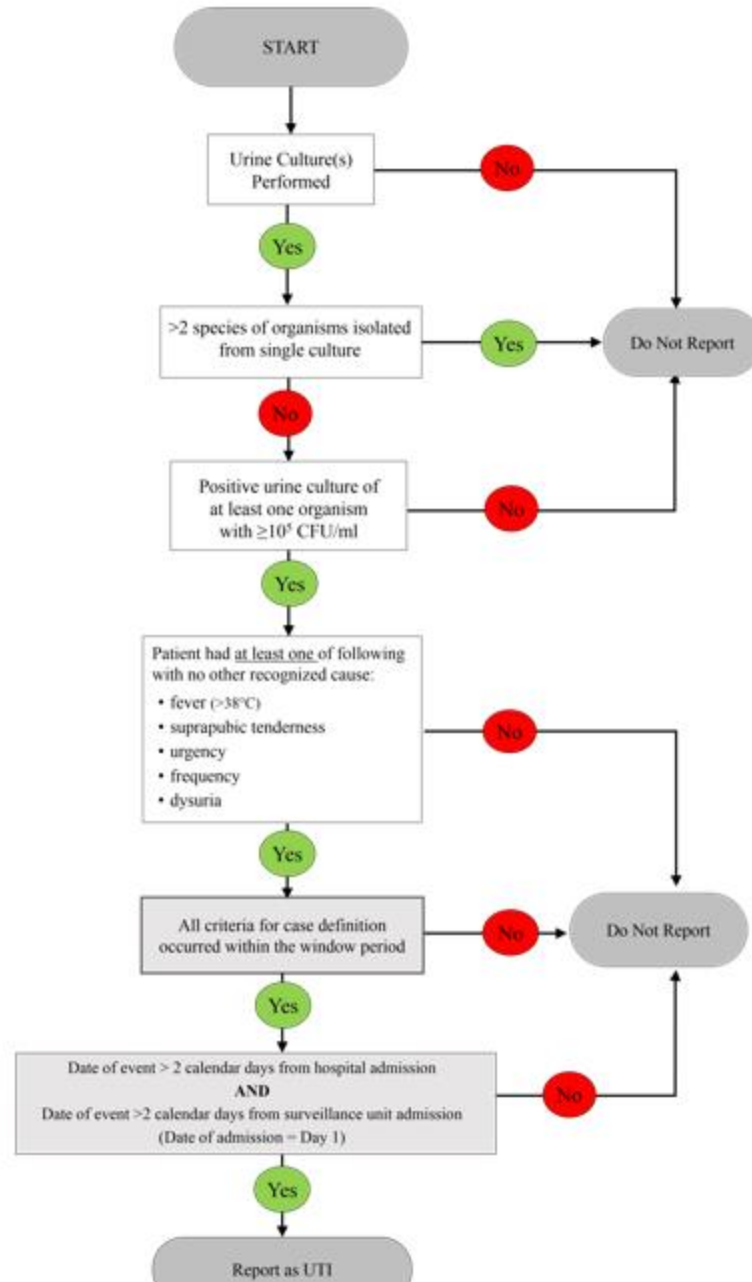 START
Urine Culture(s)
Performed
No
Yes
>2 species of organisms isolated
from single culture
Yes
Do Not Report
No
Positive urine culture of
at least one organism
with ≥10⁵ CFU/ml
No
Yes
Patient had at least one of following
with no other recognized cause:
• fever (>38°C)
• suprapubic tenderness
• urgency
• frequency
• dysuria
No
Yes
All criteria for case definition
occurred within the window period
No
Do Not Report
Yes
Date of event > 2 calendar days from hospital admission
AND
Date of event >2 calendar days from surveillance unit admission
(Date of admission = Day 1)
No
Yes
Report as UTI